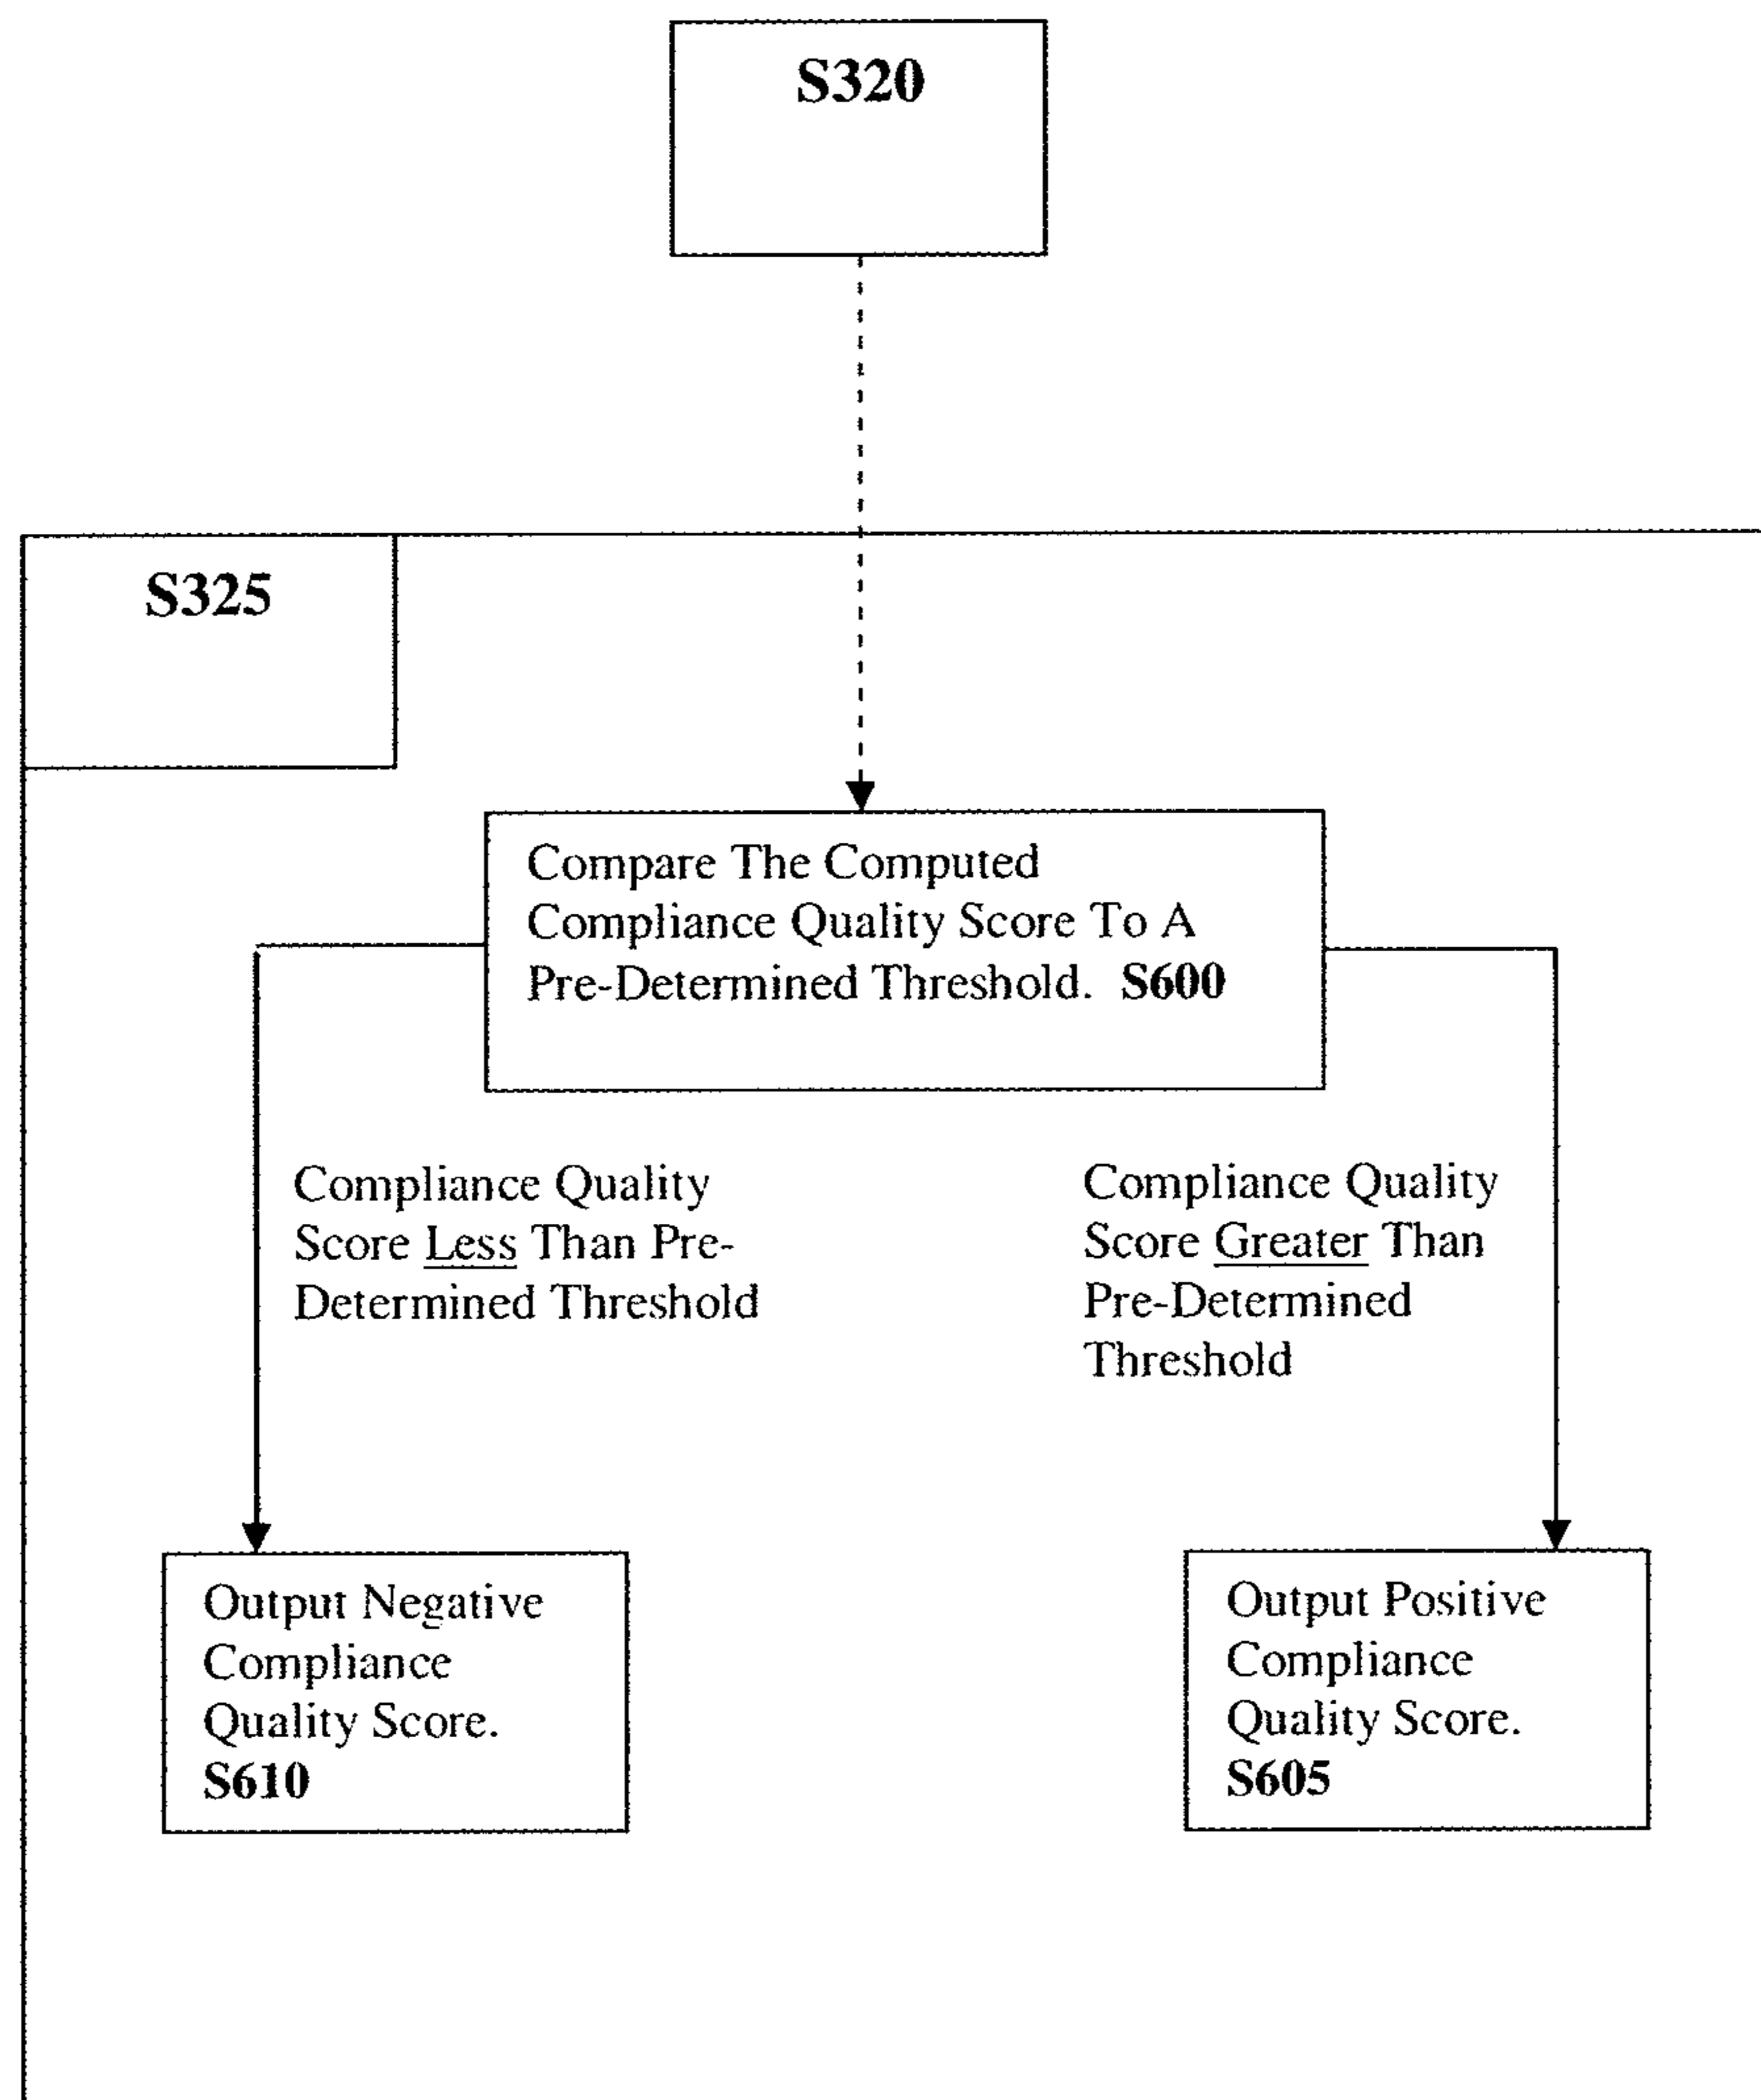 S320
S325
Compare The Computed
Compliance Quality Score To A
Pre-Determined Threshold. S600
Compliance Quality
Score Less Than Pre-
Determined Threshold
Compliance Quality
Score Greater Than
Pre-Determined
Threshold
Output Negative
Compliance
Quality Score.
S610
Output Positive
Compliance
Quality Score.
S605